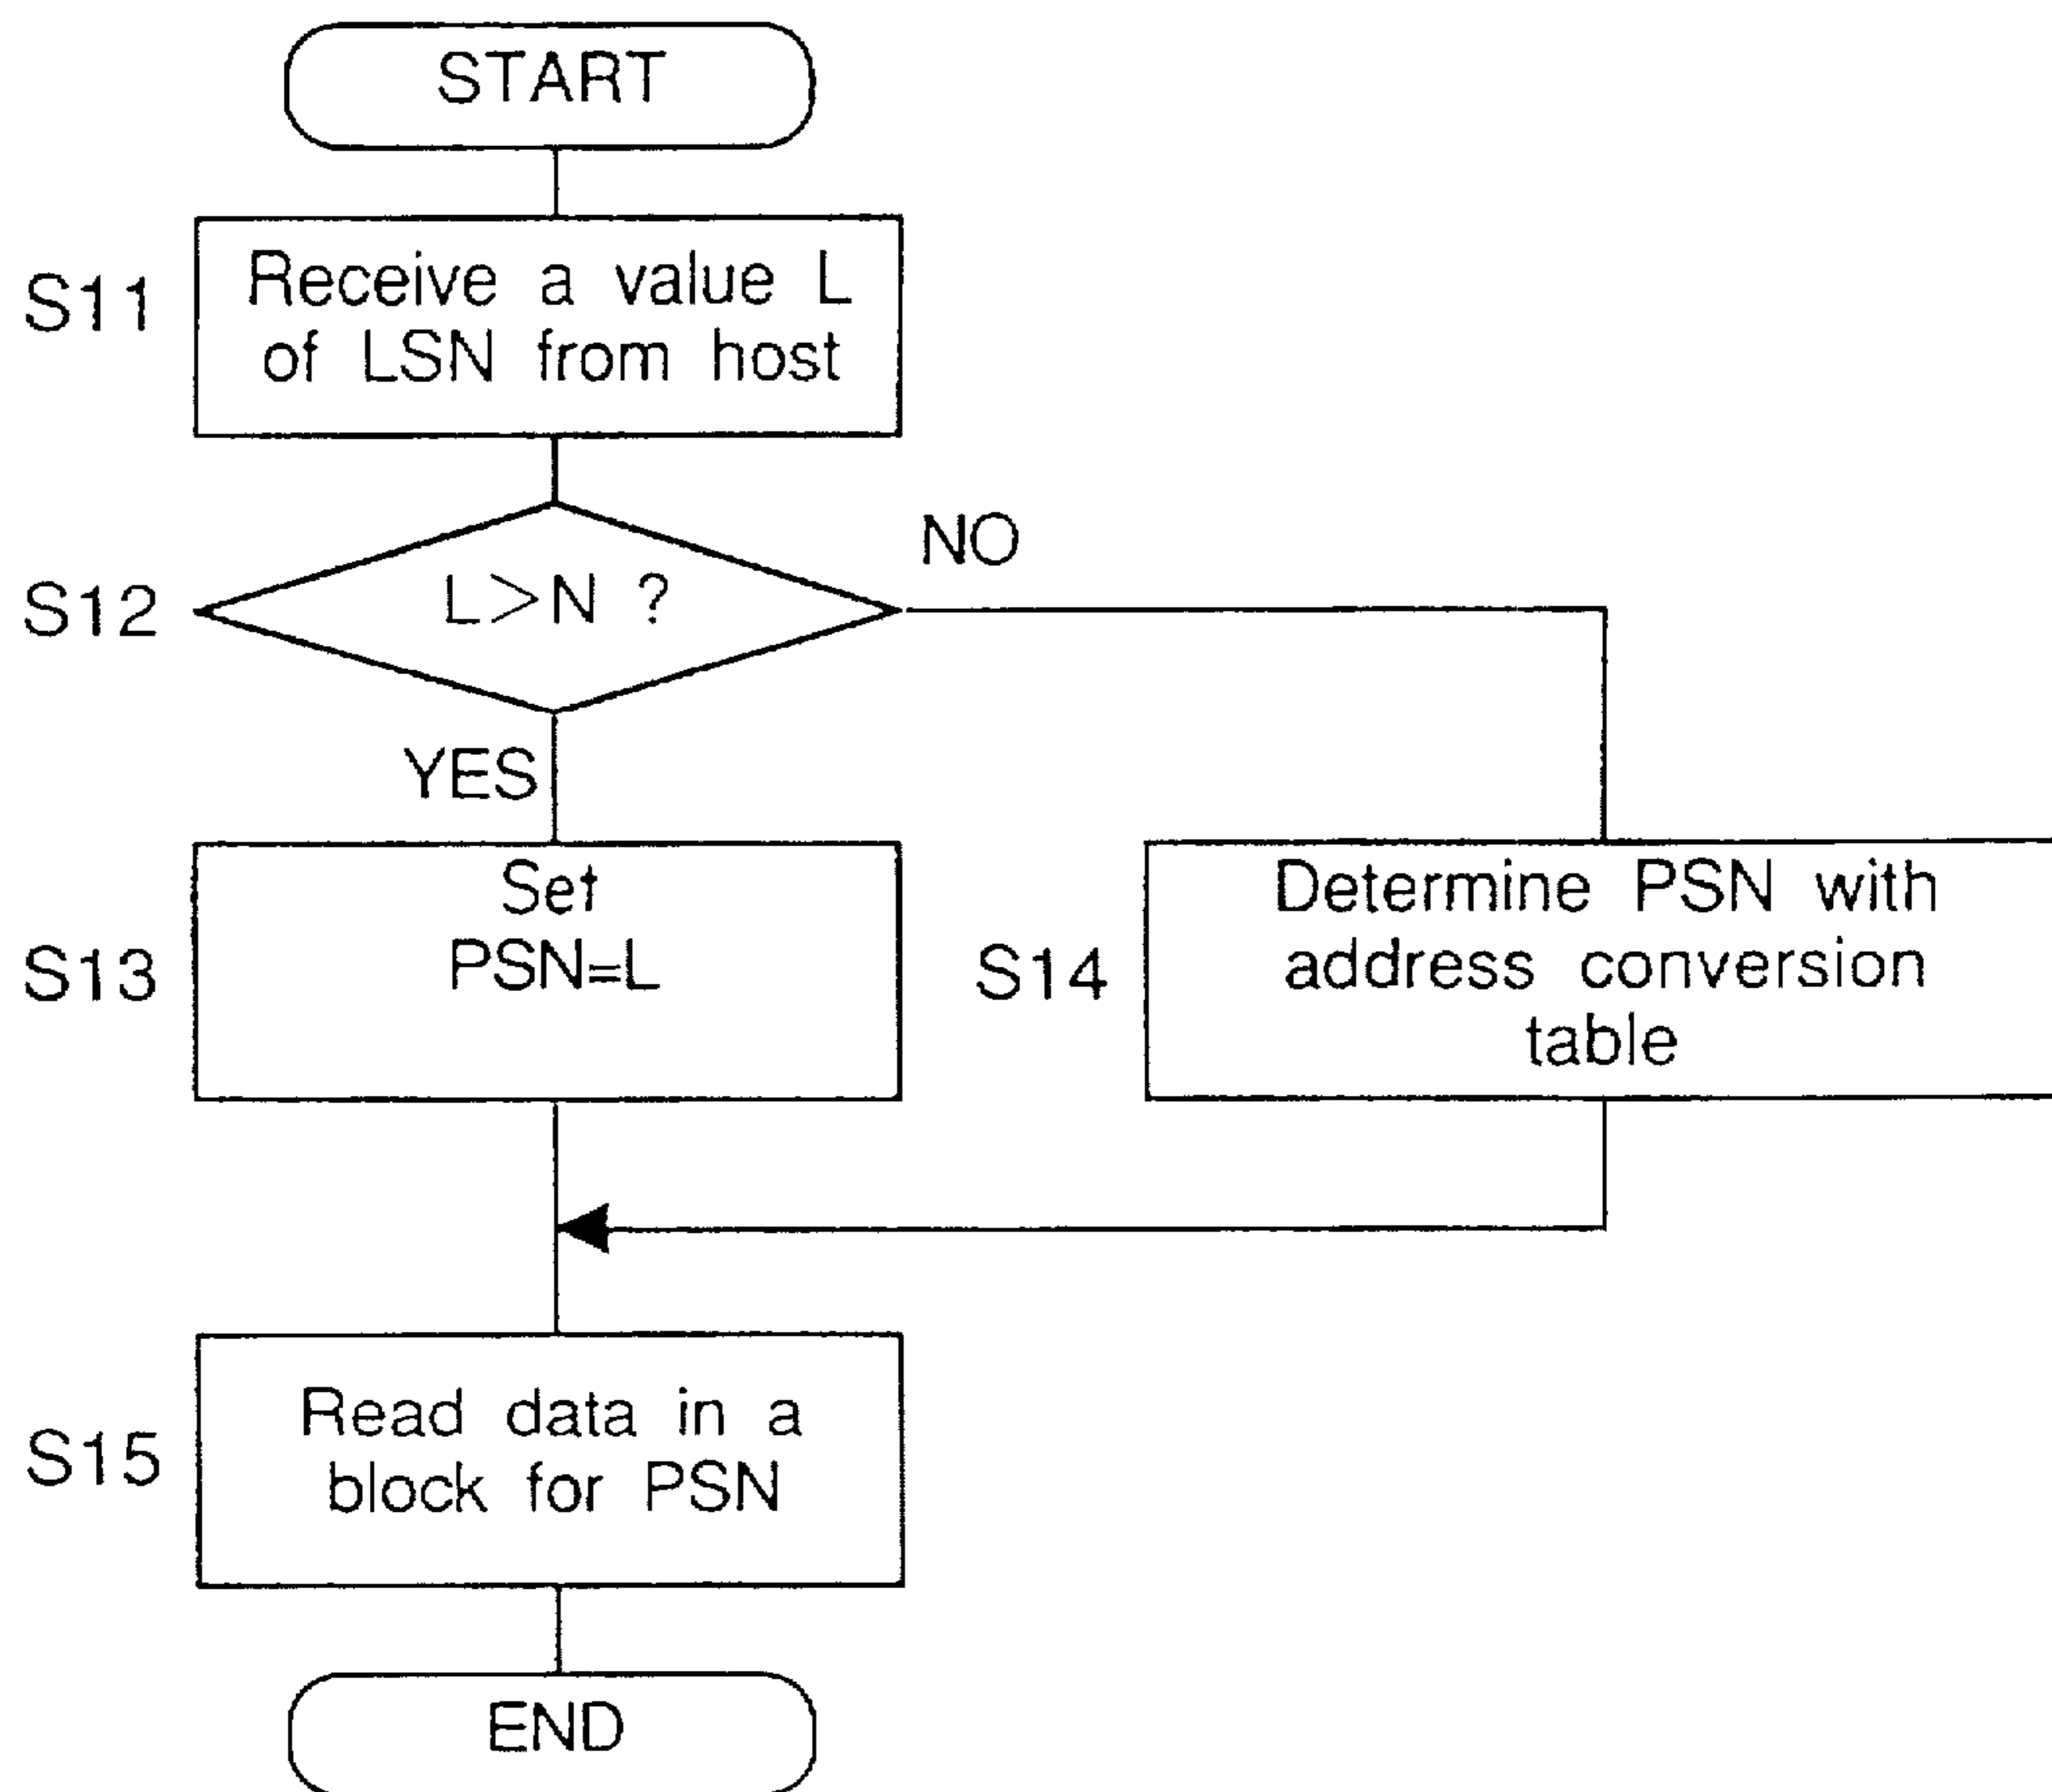 START
S11
Receive a value L
of LSN from host
S12
L>N ?
NO
YES
S13
Set
PSN=L
S14
Determine PSN with
address conversion
table
S15
Read data in a
block for PSN
END